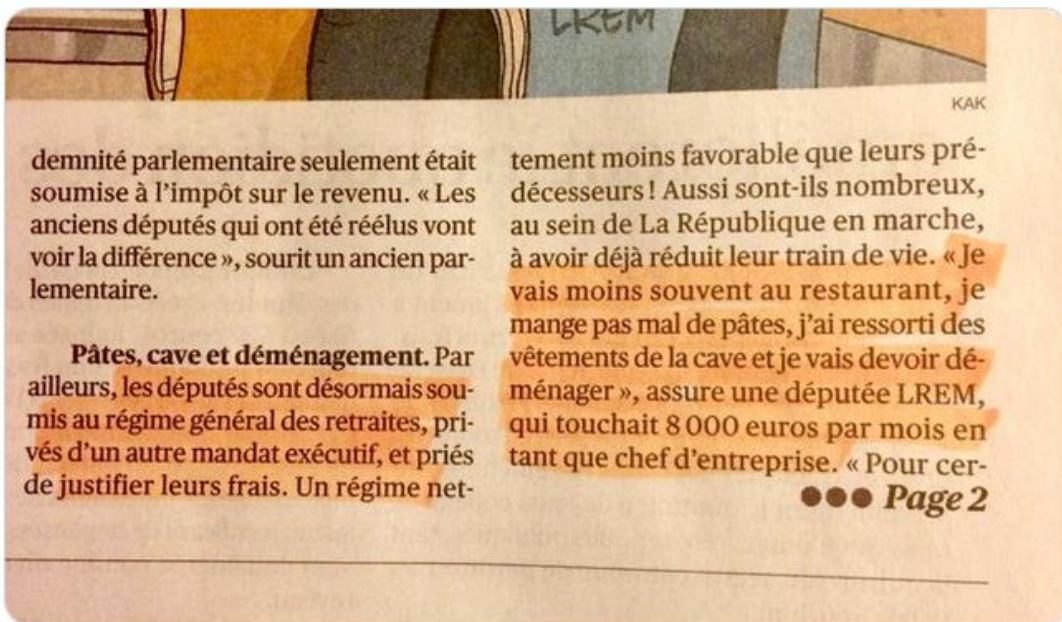 LREM
KAK
demnité parlementaire seulement était
soumise à l'impôt sur le revenu. « Les
anciens députés qui ont été réélus vont
voir la différence », sourit un ancien par-
lementaire.
Pâtes, cave et déménagement. Par
ailleurs, les députés sont désormais sou-
mis au régime général des retraites, pri-
vés d'un autre mandat exécutif, et priés
de justifier leurs frais. Un régime net-
tement moins favorable que leurs pré-
décesseurs ! Aussi sont-ils nombreux,
au sein de La République en marche,
à avoir déjà réduit leur train de vie. « Je
vais moins souvent au restaurant, je
mange pas mal de pâtes, j'ai ressorti des
vêtements de la cave et je vais devoir dé-
ménager », assure une députée LREM,
qui touchait 8 000 euros par mois en
tant que chef d'entreprise. « Pour cer-
●●● Page 2